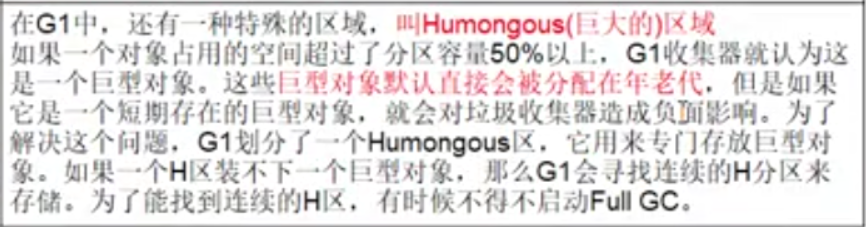 在G1中，还有一种特殊的区域，叫Humongous(巨大的)区域
如果一个对象占用的空间超过了分区容量50%以上，G1收集器就认为这
是一个巨型对象。这些巨型对象默认直接会被分配在年老代，但是如果
它是一个短期存在的巨型对象，就会对垃圾收集器造成负面影响。为了
解决这个问题，G1划分了一个Humongous区，它用来专门存放巨型对
象。如果一个H区装不下一个巨型对象，那么G1会寻找连续的H分区来
存储。为了能找到连续的H区，有时候不得不启动Full GC。